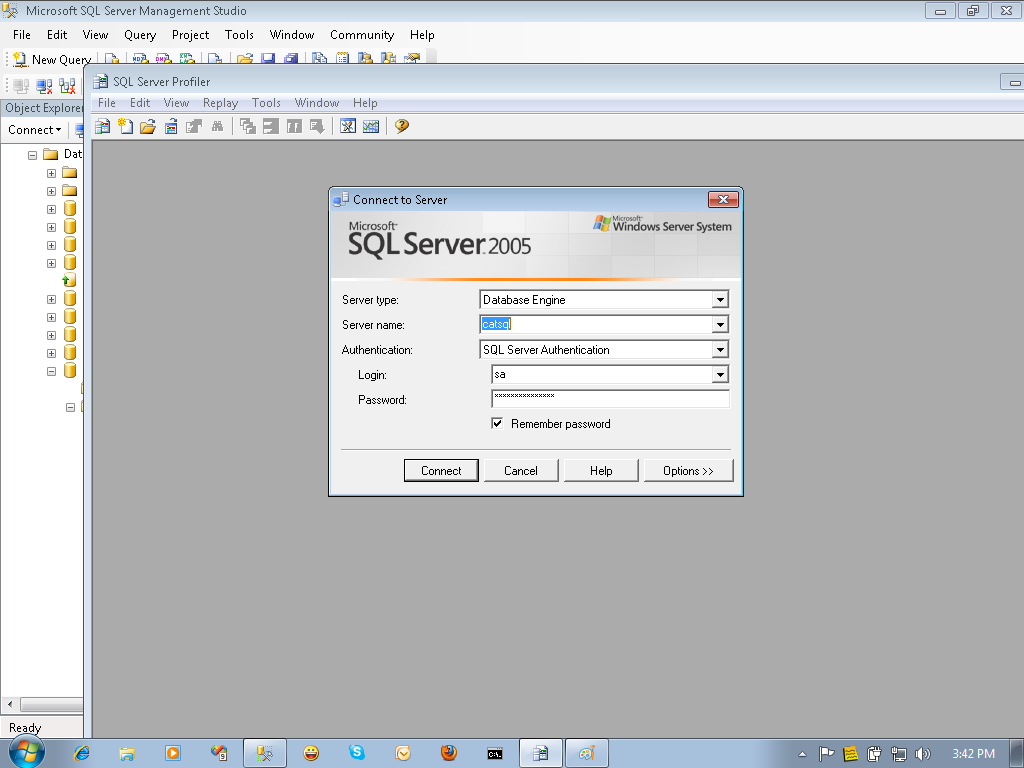 Microsoft SQL Server Management Studio
File Edit View Query Project Tools Window Community Help
New Query
SQL Server Profiler
File Edit View Replay Tools Window Help
Object Explorer
Connect
Dat
Connect to Server
Microsoft
SQL Server 2005
Microsoft
Windows Server System
Server type: Database Engine
Server name: catsql
Authentication: SQL Server Authentication
Login: sa
Password: ***************
Remember password
Connect Cancel Help Options >>
Ready
3:42 PM